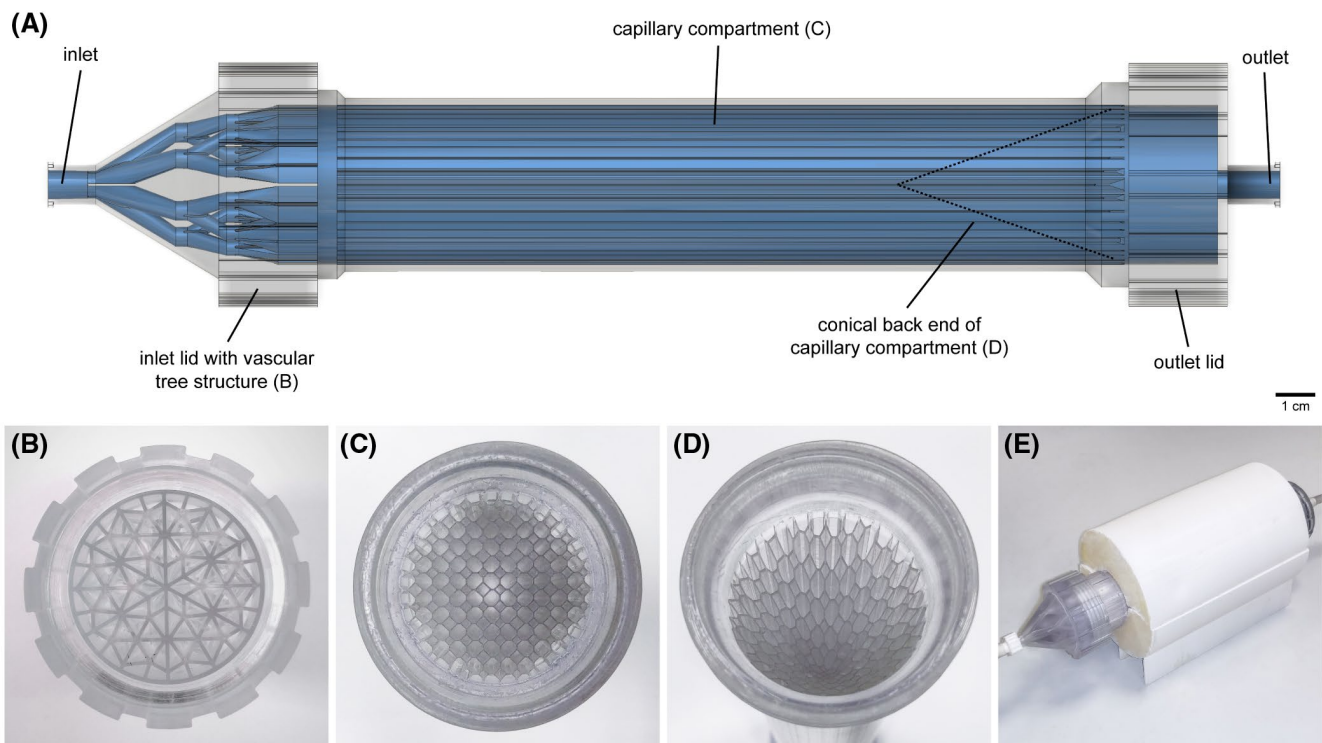 (A)
inlet
capillary compartment (C)
outlet
inlet lid with vascular
tree structure (B)
conical back end of
capillary compartment (D)
outlet lid
1 cm
(B)
(C)
(D)
(E)